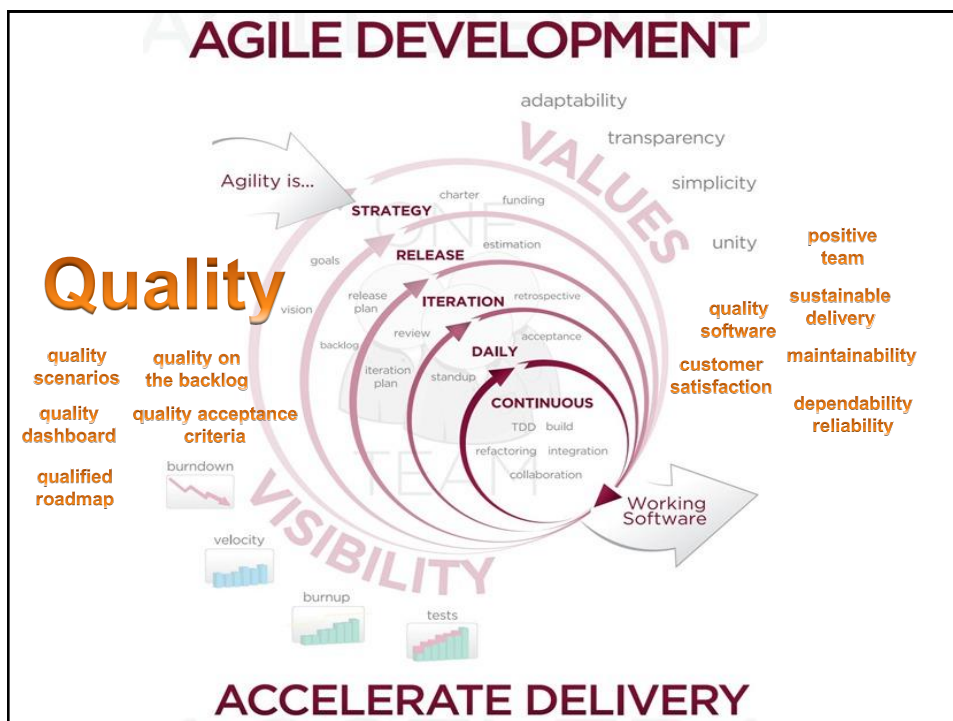 AGILE DEVELOPMENT
adaptability
transparency
simplicity
unity
VALUES
Agility is...
STRATEGY
charter
funding
goals
vision
RELEASE
estimation
release
plan
backlog
ITERATION
retrospective
review
iteration
plan
DAILY
acceptance
standup
CONTINUOUS
TDD build
refactoring integration
collaboration
ONE
TEAM
Working
Software
VISIBILITY
burndown
velocity
burnup
tests
Quality
quality
scenarios
quality on
the backlog
quality
dashboard
quality acceptance
criteria
qualified
roadmap
positive
team
quality
software
sustainable
delivery
customer
satisfaction
maintainability
dependability
reliability
ACCELERATE DELIVERY